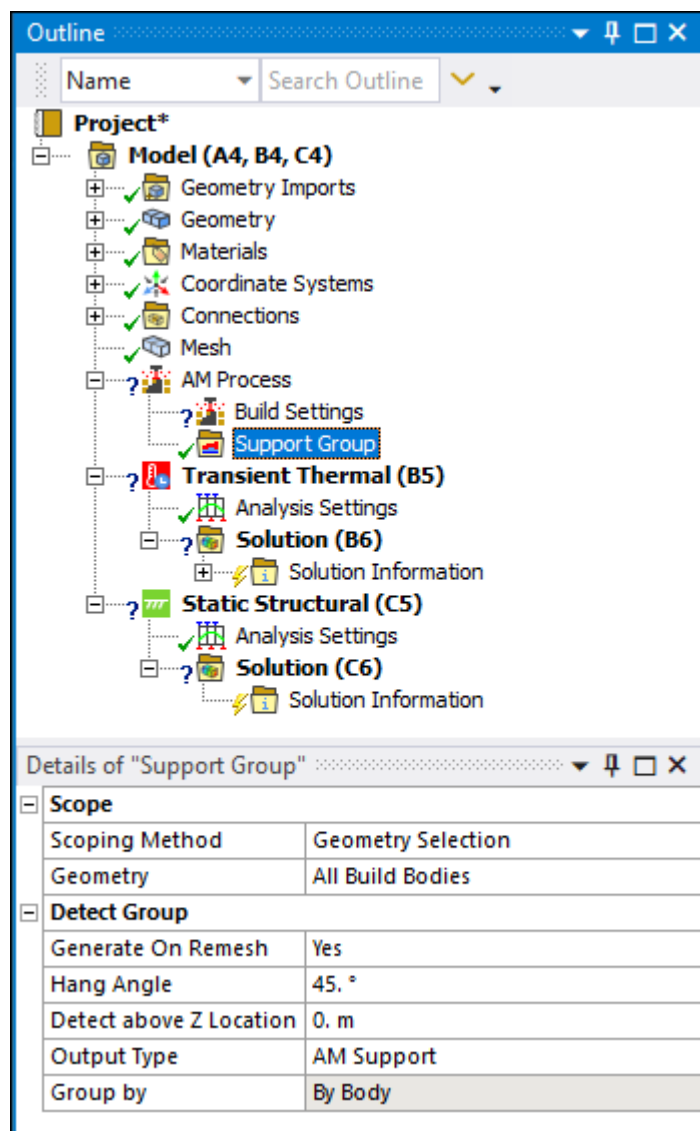 Outline
Name Search Outline
Project*
Model (A4, B4, C4)
Geometry Imports
Geometry
Materials
Coordinate Systems
Connections
Mesh
AM Process
Build Settings
Support Group
Transient Thermal (B5)
Analysis Settings
Solution (B6)
Solution Information
Static Structural (C5)
Analysis Settings
Solution (C6)
Solution Information
Details of "Support Group"
Scope
Scoping Method Geometry Selection
Geometry All Build Bodies
Detect Group
Generate On Remesh Yes
Hang Angle 45. °
Detect above Z Location 0. m
Output Type AM Support
Group by By Body